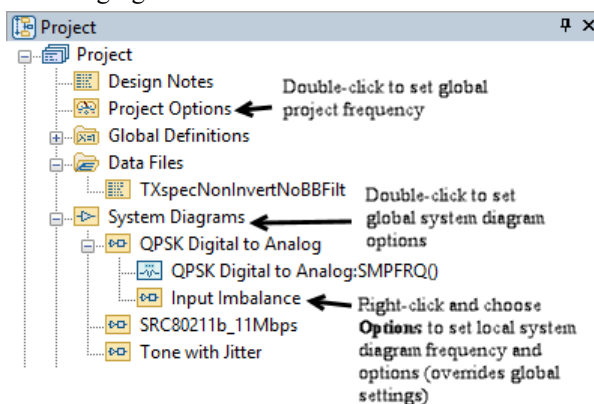 Project
Project
Design Notes
Double-click to set global
project frequency
Project Options
Global Definitions
Data Files
TXspecNonInvertNoBBFilt
Double-click to set
global system diagram
options
System Diagrams
QPSK Digital to Analog
QPSK Digital to Analog:SMPFRQ()
Input Imbalance
Right-click and choose
Options to set local system
diagram frequency and
options (overrides global
settings)
SRC80211b_11Mbps
Tone with Jitter